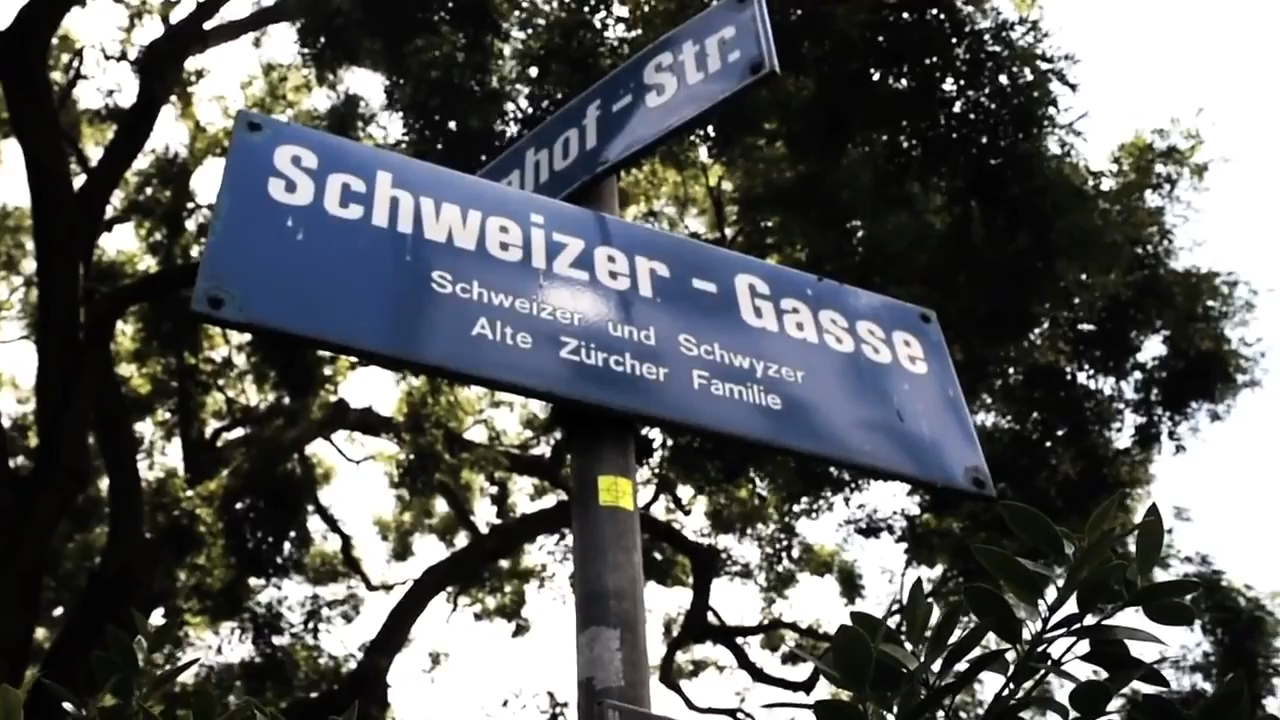 hof-Str.
Schweizer-Gasse
Schweizer und Schwyzer
Alte Zürcher Familie